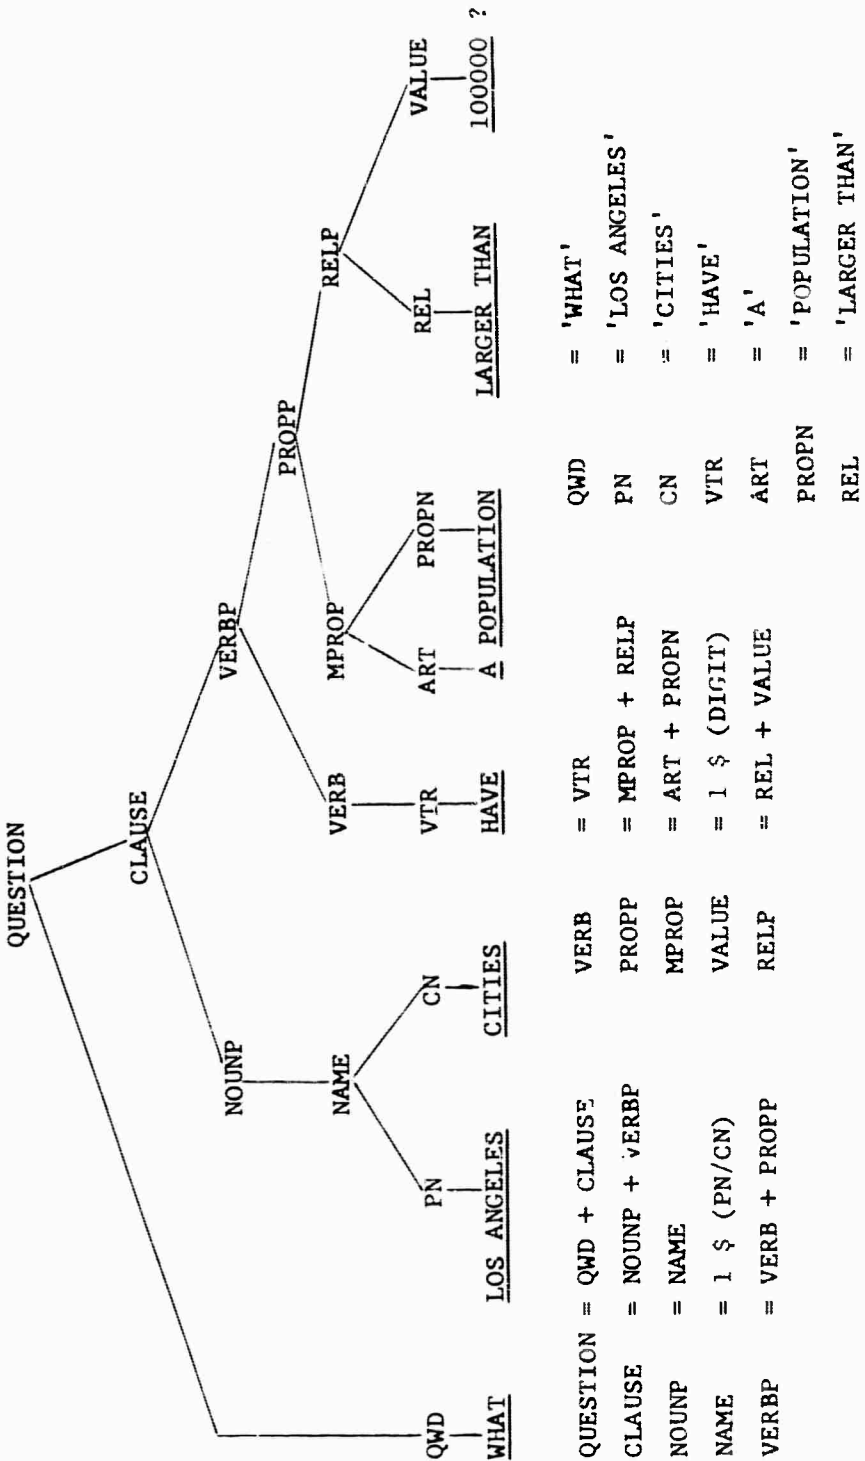 QUESTION
CLAUSE
NOUNP VERBP
PROPP
NAME VERB MPROP RELP
QWD PN CN VTR ART PROPN REL VALUE
WHAT LOS ANGELES CITIES HAVE A POPULATION LARGER THAN 100000 ?
QUESTION = QWD + CLAUSE VERB = VTR QWD = 'WHAT'
CLAUSE = NOUNP + VERBP PROPP = MPROP + RELP PN = 'LOS ANGELES'
NOUNP = NAME MPROP = ART + PROPN CN = 'CITIES'
NAME = 1 $ (PN/CN) VALUE = 1 $ (DIGIT) VTR = 'HAVE'
VERBP = VERB + PROPP RELP = REL + VALUE ART = 'A'
PROPN = 'POPULATION'
REL = 'LARGER THAN'